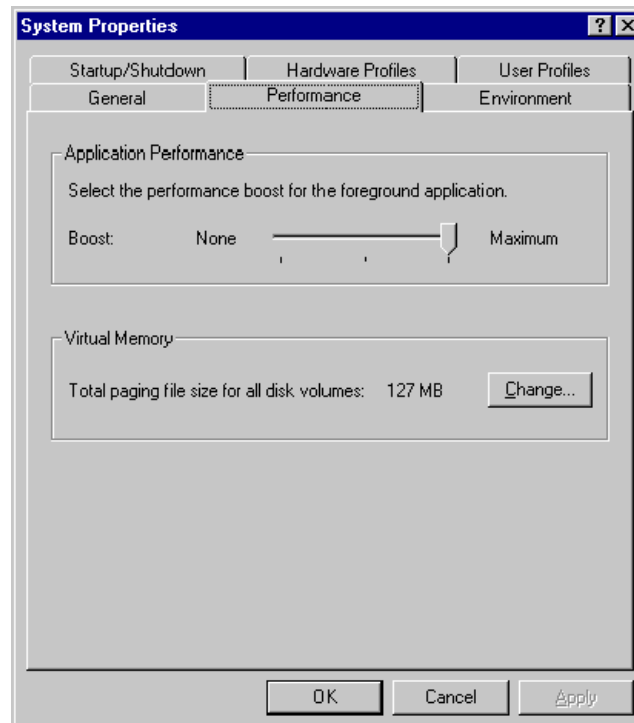 System Properties
Startup/Shutdown Hardware Profiles User Profiles
General Performance Environment
Application Performance
Select the performance boost for the foreground application.
Boost: None Maximum
Virtual Memory
Total paging file size for all disk volumes: 127 MB Change...
OK Cancel Apply